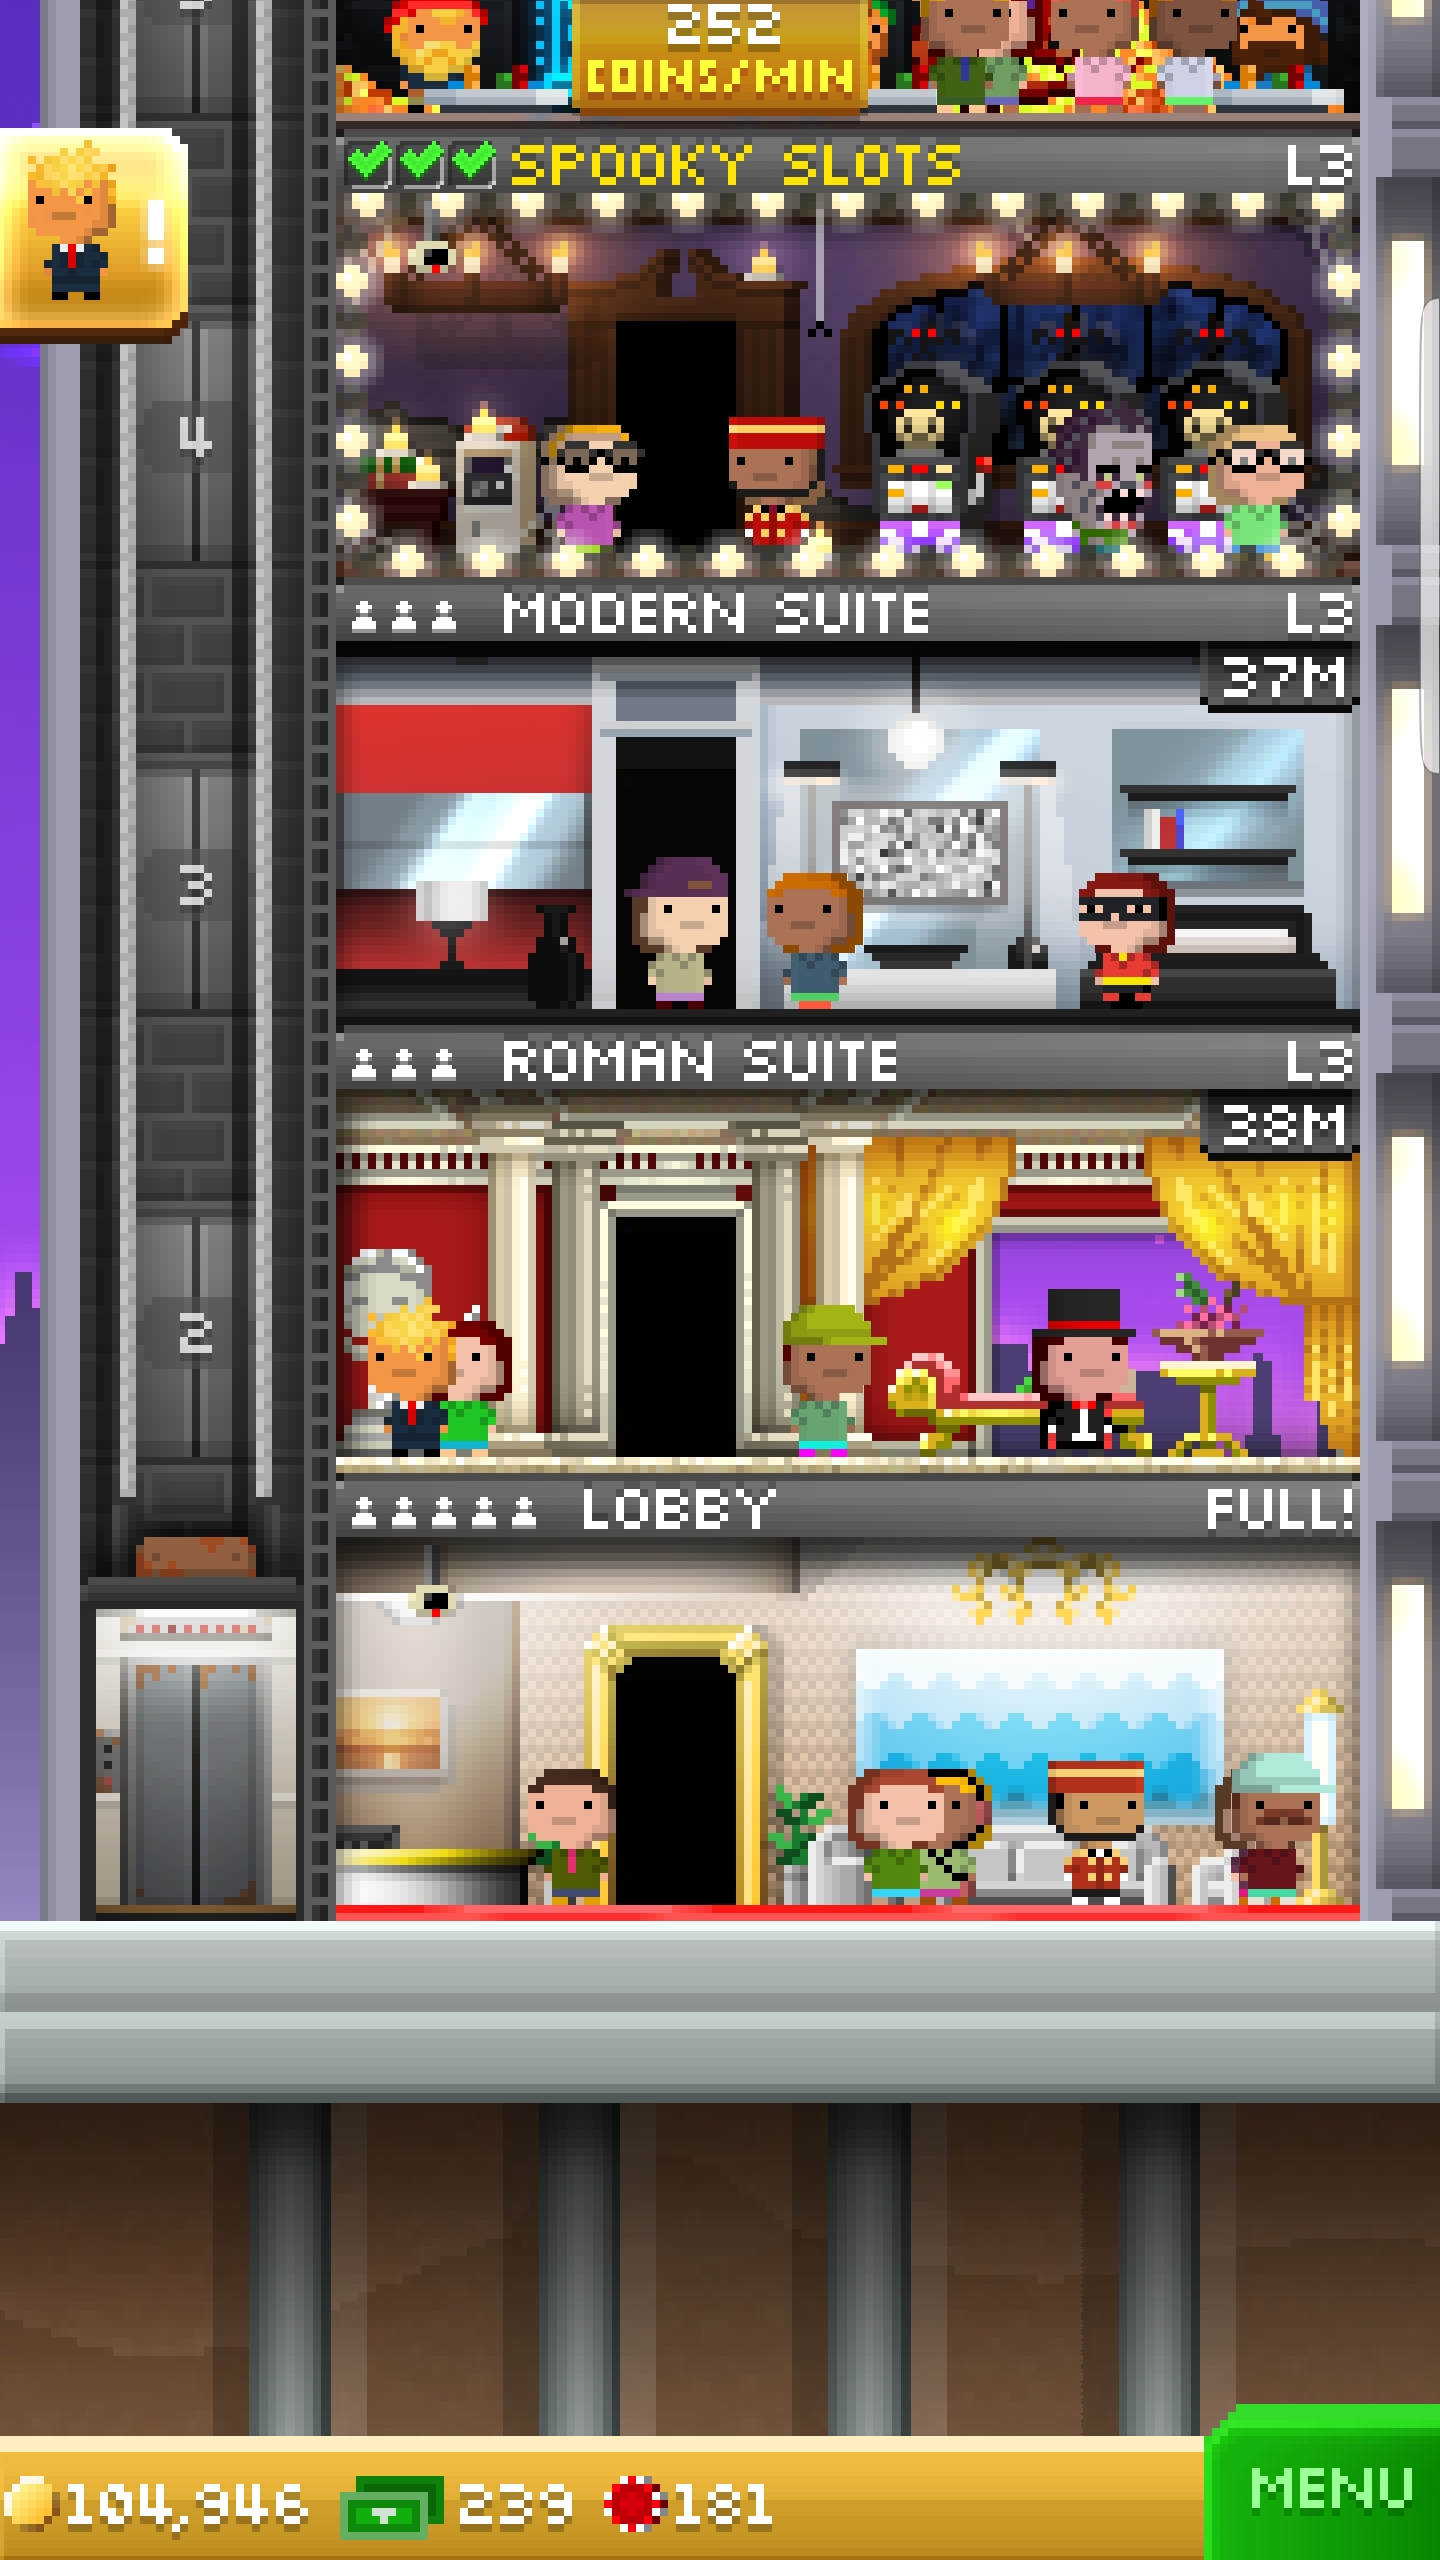 252
COINS/MIN
!
SPOOKY SLOTS L3
4
MODERN SUITE L3
37M
3
ROMAN SUITE L3
38M
2
LOBBY FULL!
104,946 239 181
MENU